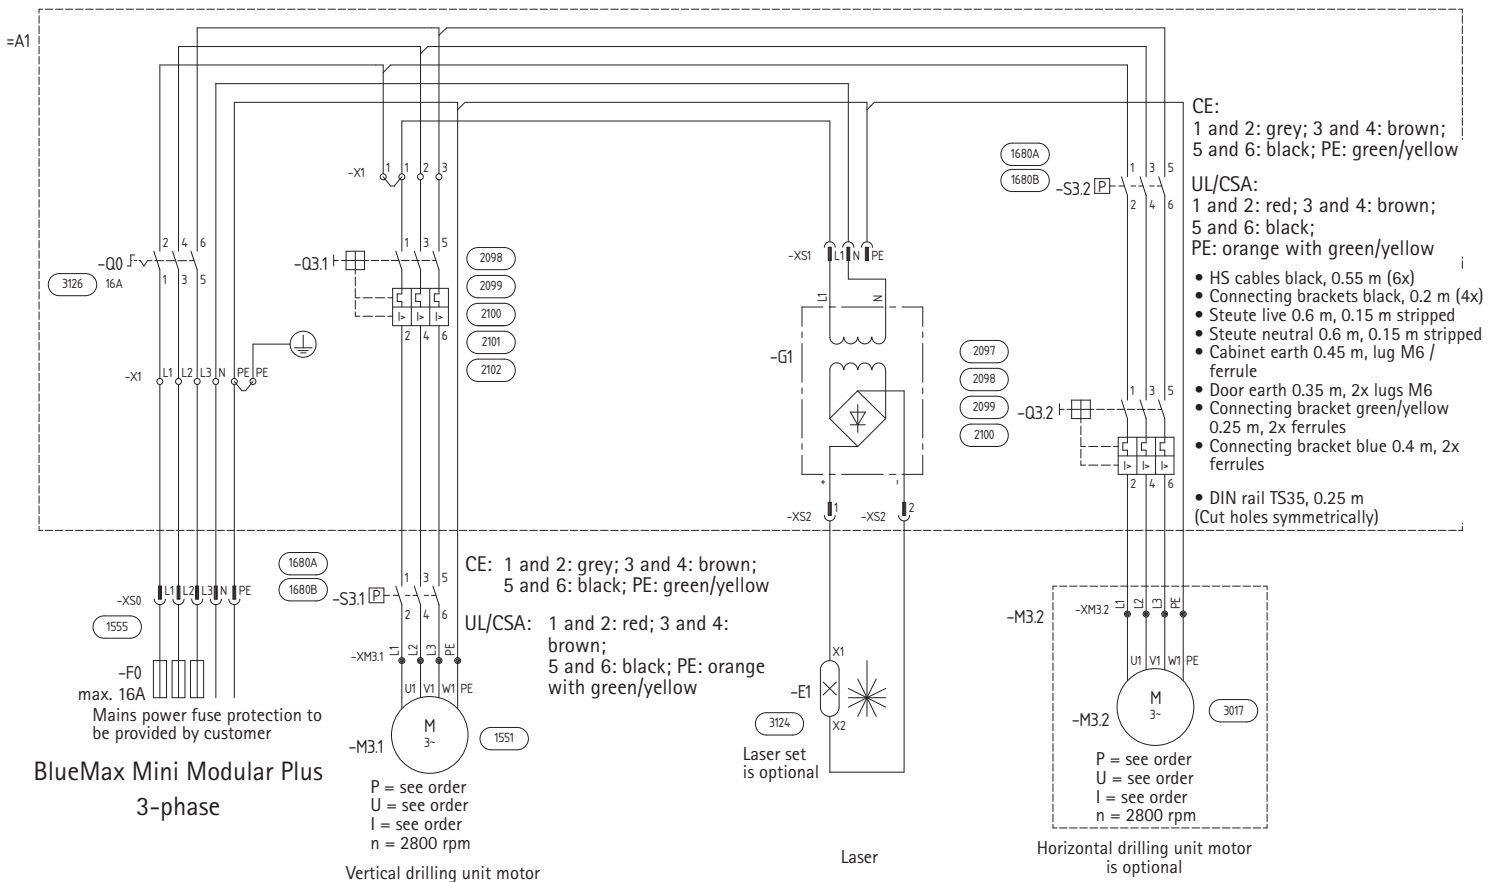 =A1
CE:
1 and 2: grey; 3 and 4: brown;
5 and 6: black; PE: green/yellow
UL/CSA:
1 and 2: red; 3 and 4: brown;
5 and 6: black;
PE: orange with green/yellow
• HS cables black, 0.55 m (6x)
• Connecting brackets black, 0.2 m (4x)
• Steute live 0.6 m, 0.15 m stripped
• Steute neutral 0.6 m, 0.15 m stripped
• Cabinet earth 0.45 m, lug M6 /
ferrule
• Door earth 0.35 m, 2x lugs M6
• Connecting bracket green/yellow
0.25 m, 2x ferrules
• Connecting bracket blue 0.4 m, 2x
ferrules
• DIN rail TS35, 0.25 m
(Cut holes symmetrically)
-X1 1 1 2 3
1680A
1680B
-S3.2 P
1 3 5
2 4 6
2 4 6
-Q0
3126 16A
1 3 5
-Q3.1
1 3 5
I> I> I>
2 4 6
2098
2099
2100
2101
2102
-XS1 L1 N PE
L1 N
-G1
+ -
2097
2098
2099
2100
-Q3.2
1 3 5
I> I> I>
2 4 6
-X1 L1 L2 L3 N PE PE
-XS2 1
-XS2 2
-XS0 L1 L2 L3 N PE
1555
-F0
max. 16A
Mains power fuse protection to
be provided by customer
BlueMax Mini Modular Plus
3-phase
1680A
1680B
-S3.1 P
1 3 5
2 4 6
CE: 1 and 2: grey; 3 and 4: brown;
5 and 6: black; PE: green/yellow
UL/CSA: 1 and 2: red; 3 and 4:
brown;
5 and 6: black; PE: orange
with green/yellow
-XM3.1 L1 L2 L3 PE
U1 V1 W1 PE
M
3~
-M3.1
1551
P = see order
U = see order
I = see order
n = 2800 rpm
Vertical drilling unit motor
X1
-E1
X2
3124
Laser set
is optional
Laser
-M3.2
-XM3.2 L1 L2 L3 PE
U1 V1 W1 PE
M
3~
-M3.2
3017
P = see order
U = see order
I = see order
n = 2800 rpm
Horizontal drilling unit motor
is optional